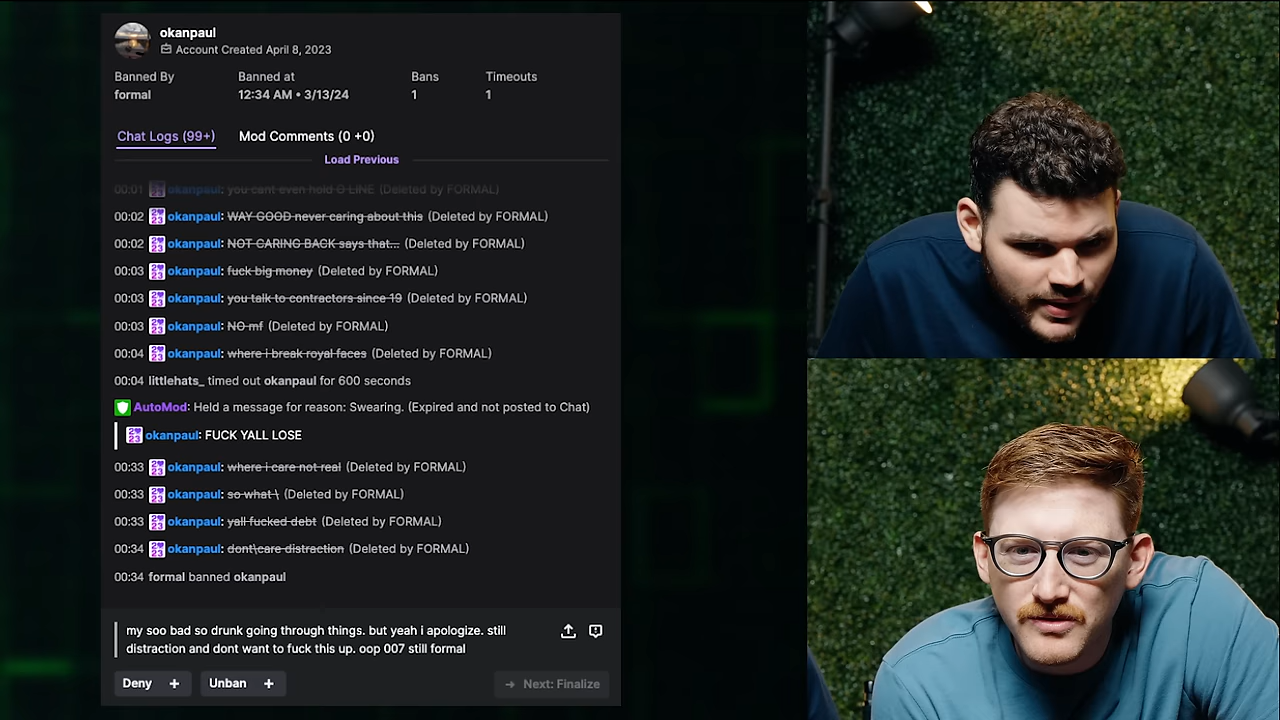 okanpaul
Account Created April 8, 2023
Banned By Banned at Bans Timeouts
formal 12:34 AM • 3/13/24 1 1
Chat Logs (99+) Mod Comments (0 +0)
Load Previous
00:01 okanpaul: you cant even hold G LINE (Deleted by FORMAL)
00:02 okanpaul: WAY GOOD never caring about this (Deleted by FORMAL)
00:02 okanpaul: NOT CARING BACK says that... (Deleted by FORMAL)
00:03 okanpaul: fuck big money (Deleted by FORMAL)
00:03 okanpaul: you talk to contractors since 19 (Deleted by FORMAL)
00:03 okanpaul: NO mf (Deleted by FORMAL)
00:04 okanpaul: where i break royal faces (Deleted by FORMAL)
00:04 littlehats_ timed out okanpaul for 600 seconds
AutoMod: Held a message for reason: Swearing. (Expired and not posted to Chat)
okanpaul: FUCK YALL LOSE
00:33 okanpaul: where i care not real (Deleted by FORMAL)
00:33 okanpaul: so what \ (Deleted by FORMAL)
00:33 okanpaul: yall fucked debt (Deleted by FORMAL)
00:34 okanpaul: dont\care distraction (Deleted by FORMAL)
00:34 formal banned okanpaul
my soo bad so drunk going through things. but yeah i apologize. still
distraction and dont want to fuck this up. oop 007 still formal
Deny + Unban + → Next: Finalize